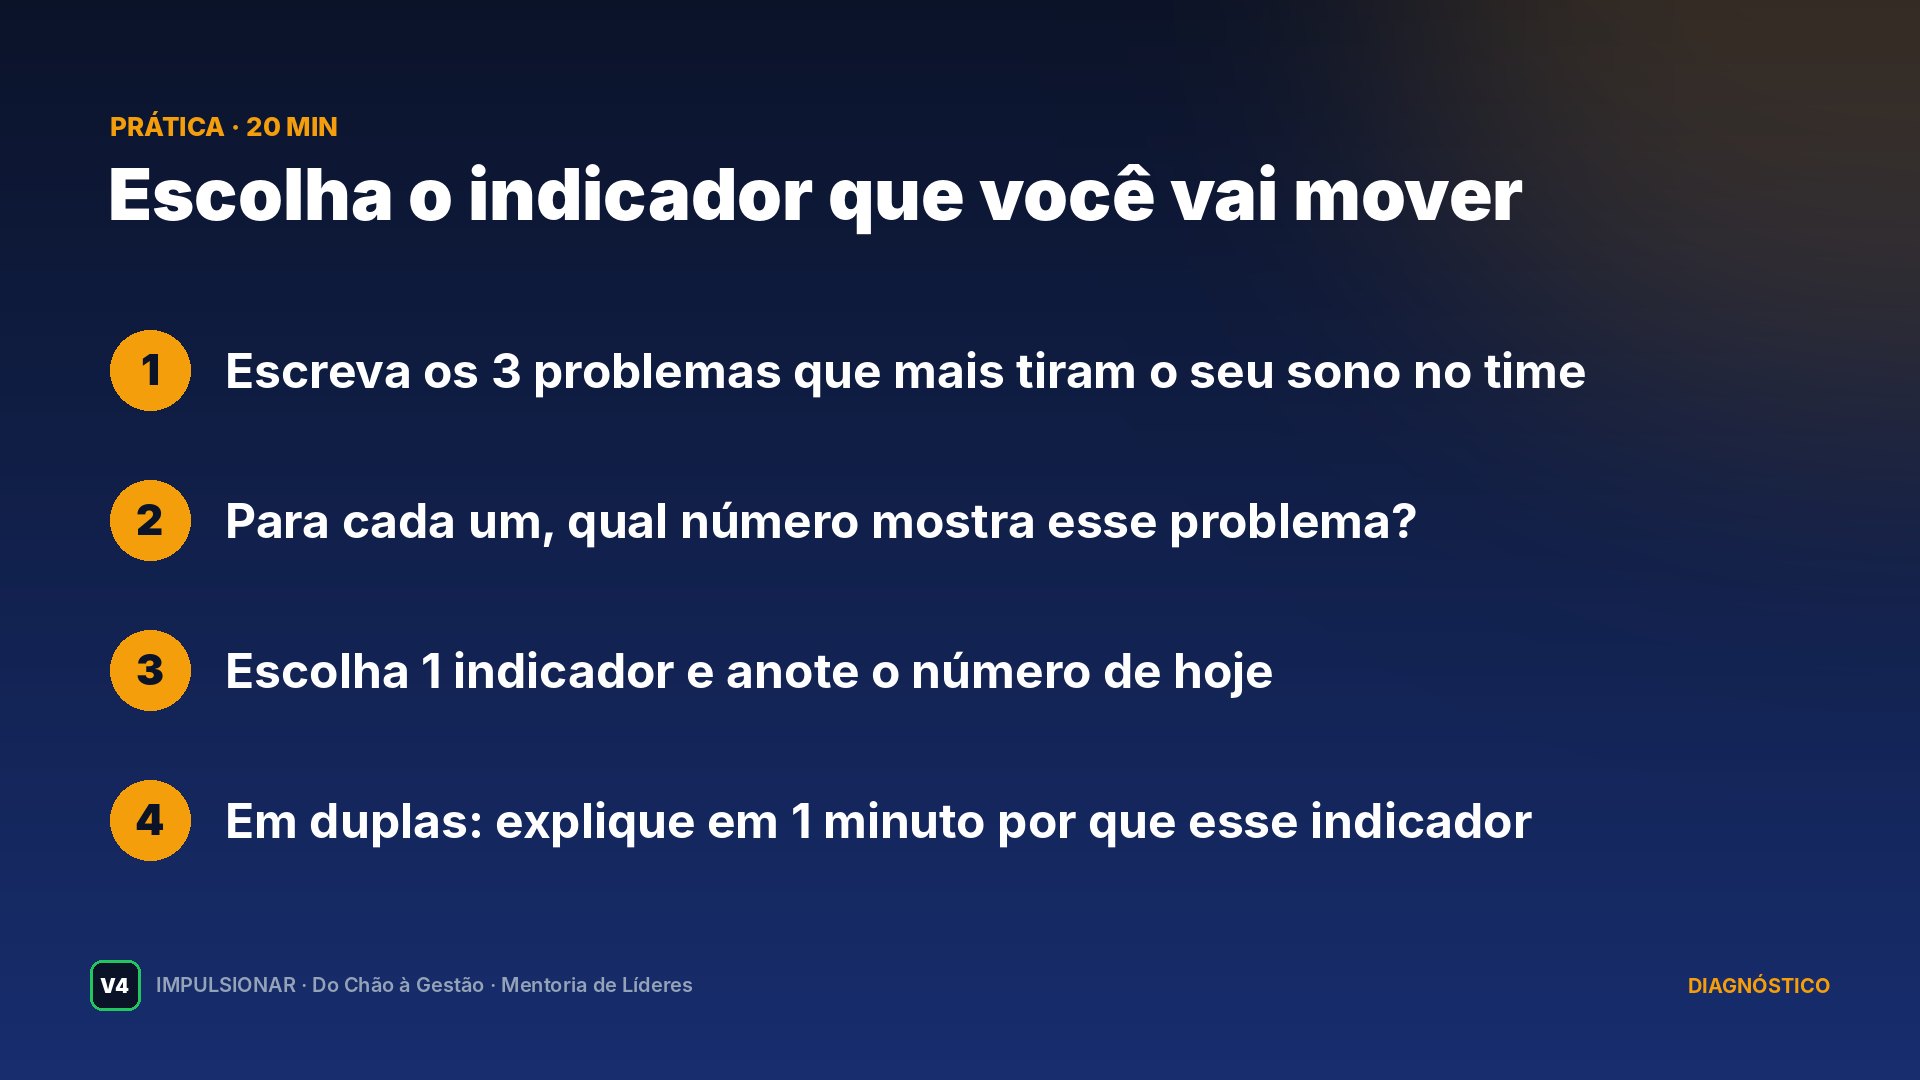 PRÁTICA · 20 MIN
Escolha o indicador que você vai mover
1 Escreva os 3 problemas que mais tiram o seu sono no time
2 Para cada um, qual número mostra esse problema?
3 Escolha 1 indicador e anote o número de hoje
4 Em duplas: explique em 1 minuto por que esse indicador
V4 IMPULSIONAR · Do Chão à Gestão · Mentoria de Líderes
DIAGNÓSTICO